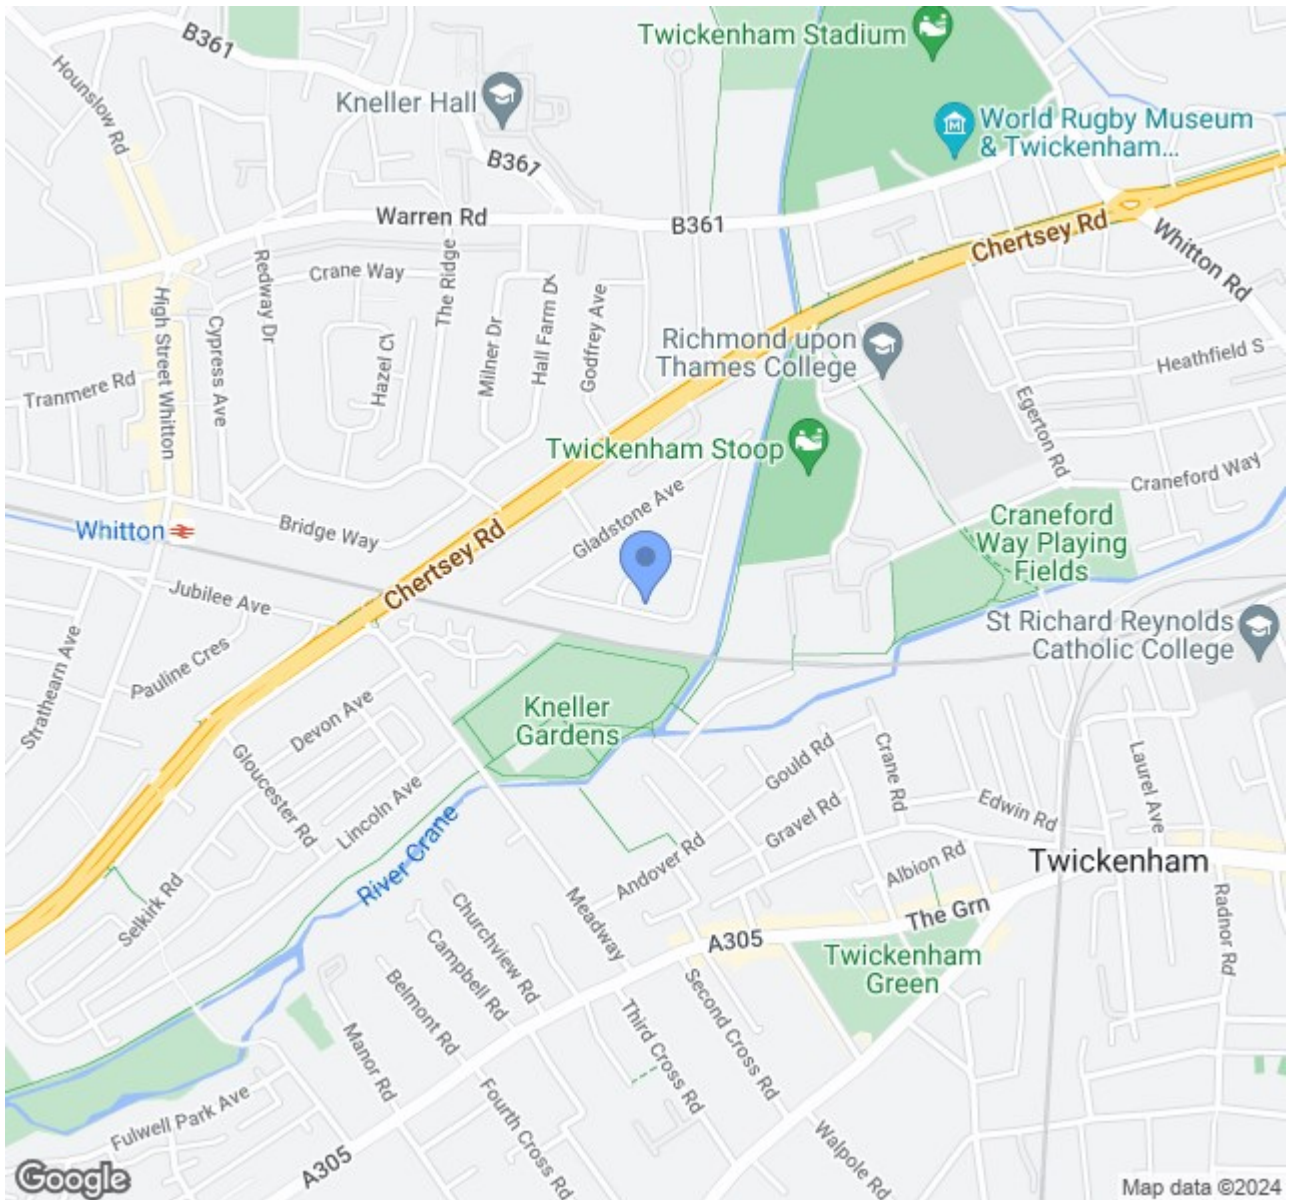 B361
Twickenham Stadium
Hounslow Rd
Kneller Hall
World Rugby Museum
& Twickenham...
B361
Warren Rd
B361
Chertsey Rd
Whitton Rd
Redway Dr
Crane Way
The Ridge
High Street Whitton
Cypress Ave
Hazel Cl
Milner Dr
Hall Farm Dr
Godfrey Ave
Richmond upon
Thames College
Heathfield S
Tranmere Rd
Egerton Rd
Twickenham Stoop
Craneford Way
Gladstone Ave
Whitton
Bridge Way
Chertsey Rd
Craneford
Way Playing
Fields
Jubilee Ave
St Richard Reynolds
Catholic College
Strathearn Ave
Pauline Cres
Devon Ave
Kneller
Gardens
Gloucester Rd
Lincoln Ave
Gould Rd
Crane Rd
Laurel Ave
Gravel Rd
Edwin Rd
River Crane
Andover Rd
Albion Rd
Twickenham
Selkirk Rd
Churchview Rd
Meadway
The Grn
Radnor Rd
Campbell Rd
A305
Twickenham
Green
Belmont Rd
Second Cross Rd
Manor Rd
Third Cross Rd
Fulwell Park Ave
Fourth Cross Rd
Walpole Rd
A305
Google
Map data ©2024